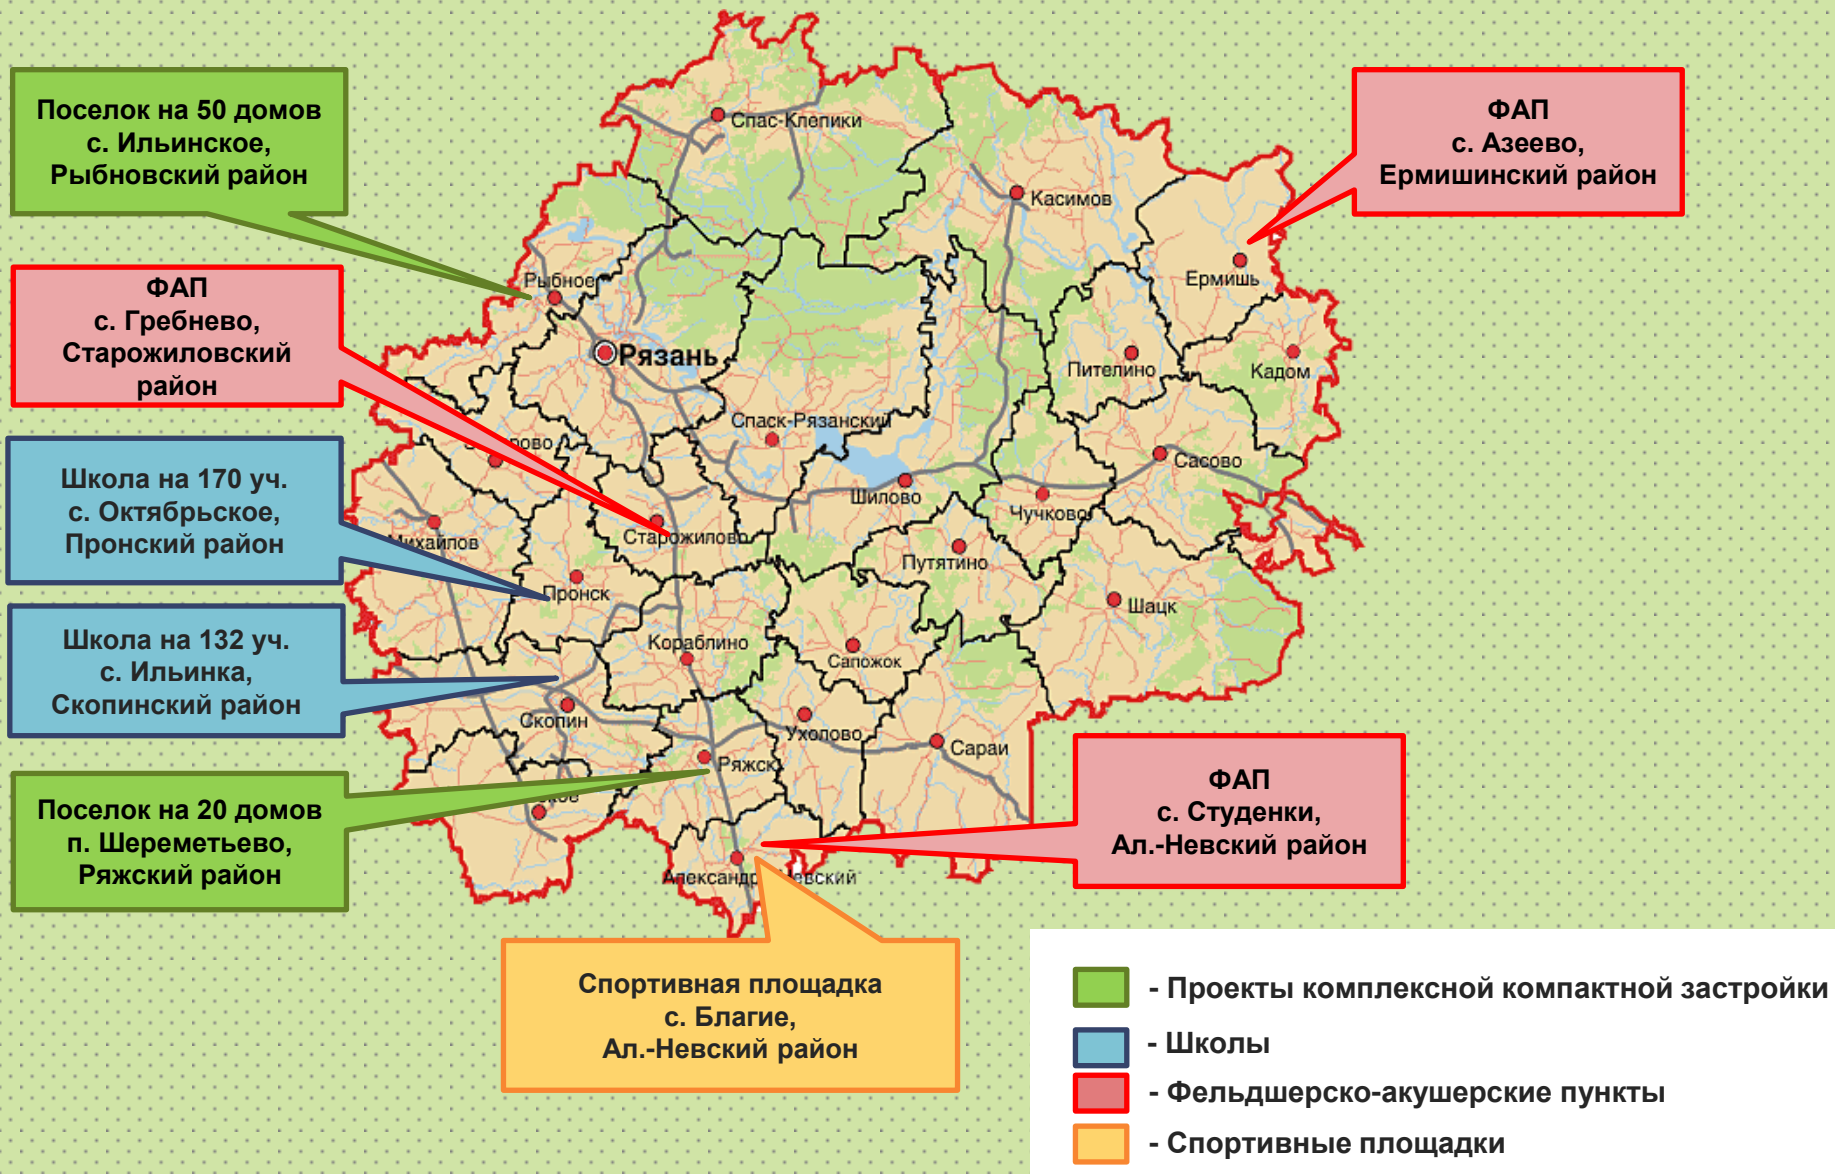 Поселок на 50 домов
с. Ильинское,
Рыбновский район
ФАП
с. Гребнево,
Старожиловский
район
Школа на 170 уч.
с. Октябрьское,
Пронский район
Школа на 132 уч.
с. Ильинка,
Скопинский район
Поселок на 20 домов
п. Шереметьево,
Ряжский район
ФАП
с. Азеево,
Ермишинский район
ФАП
с. Студенки,
Ал.-Невский район
Спортивная площадка
с. Благие,
Ал.-Невский район
Спас-Клепики
Касимов
Рыбное
Ермишь
Рязань
Пителино
Кадом
Спаск-Рязанский
Сасово
Шилово
Чучково
Михайлов
Старожилово
Путятино
Пронск
Шацк
Кораблино
Сапожок
Скопин
Ухолово
Сараи
Ряжск
- Проекты комплексной компактной застройки
- Школы
- Фельдшерско-акушерские пункты
- Спортивные площадки